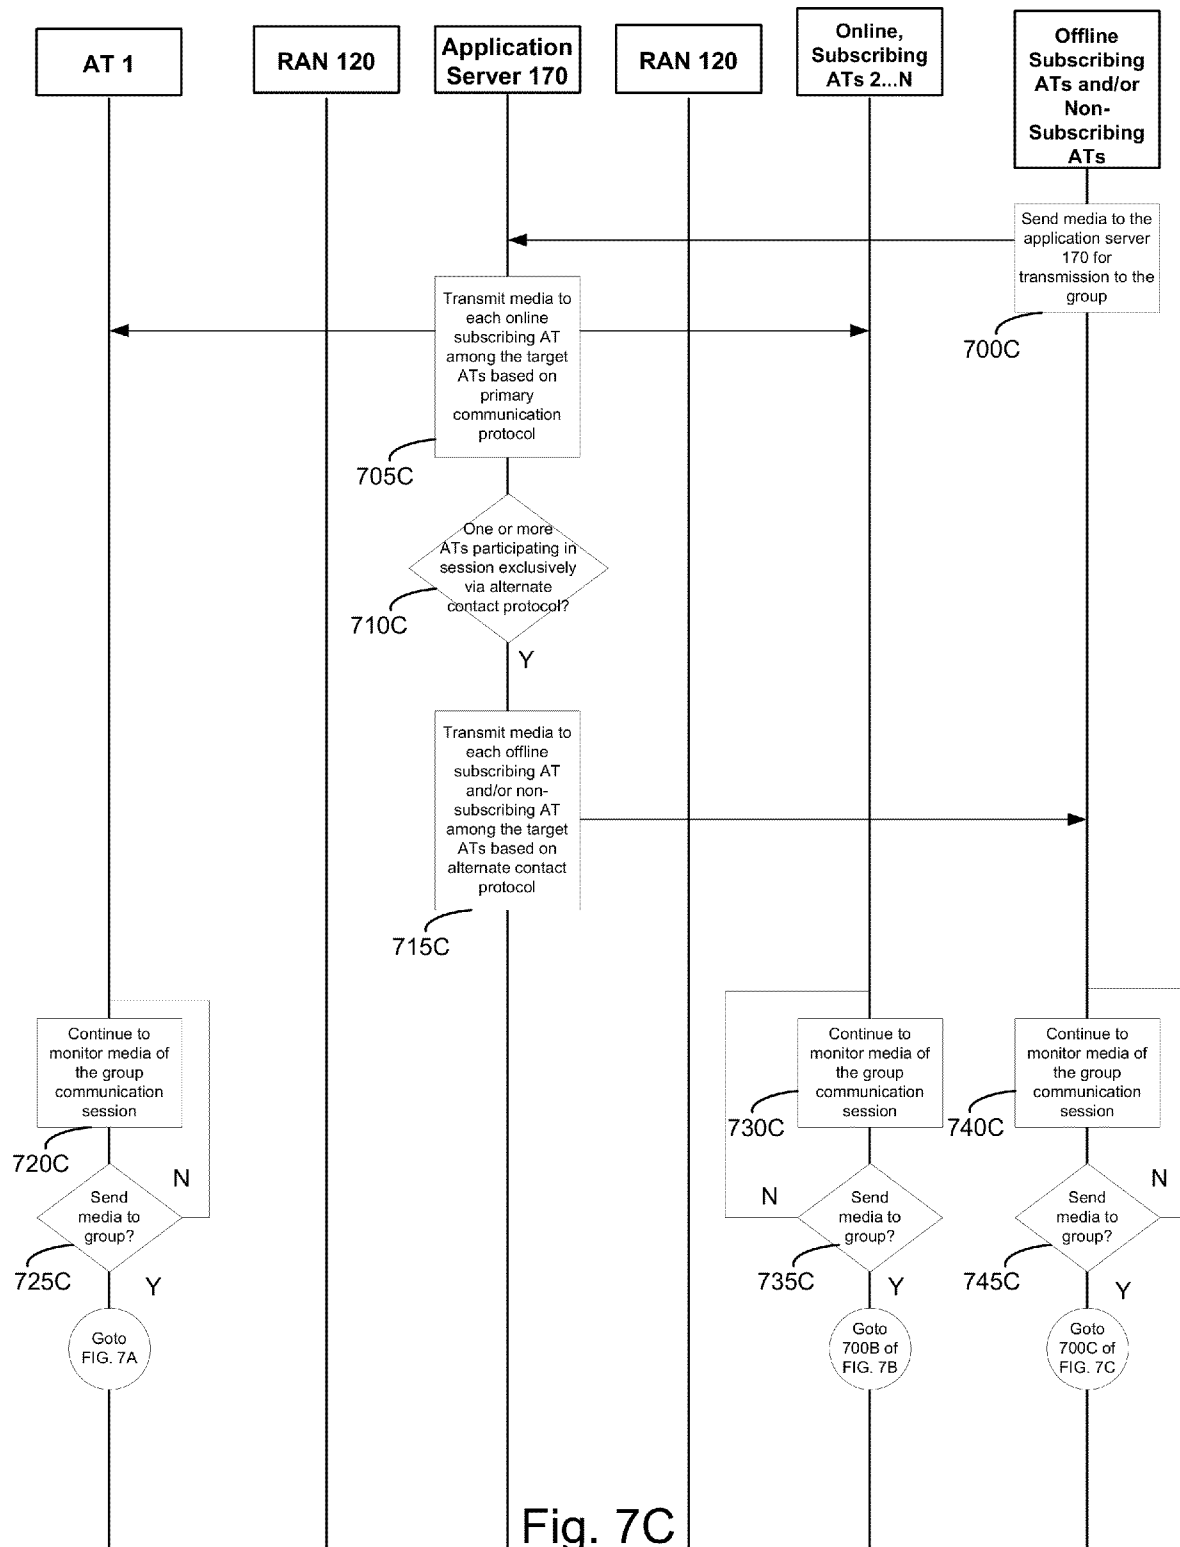 AT 1
RAN 120
Application
Server 170
RAN 120
Online,
Subscribing
ATs 2...N
Offline
Subscribing
ATs and/or
Non-
Subscribing
ATs
Send media to the
application server
170 for
transmission to the
group
700C
Transmit media to
each online
subscribing AT
among the target
ATs based on
primary
communication
protocol
705C
One or more
ATs participating in
session exclusively
via alternate
contact protocol?
710C
Y
Transmit media to
each offline
subscribing AT
and/or non-
subscribing AT
among the target
ATs based on
alternate contact
protocol
715C
Continue to
monitor media of
the group
communication
session
720C
Send
media to
group?
N
725C
Y
Goto
FIG. 7A
Continue to
monitor media of
the group
communication
session
730C
Send
media to
group?
N
735C
Y
Goto
700B of
FIG. 7B
Continue to
monitor media of
the group
communication
session
740C
Send
media to
group?
N
745C
Y
Goto
700C of
FIG. 7C
Fig. 7C